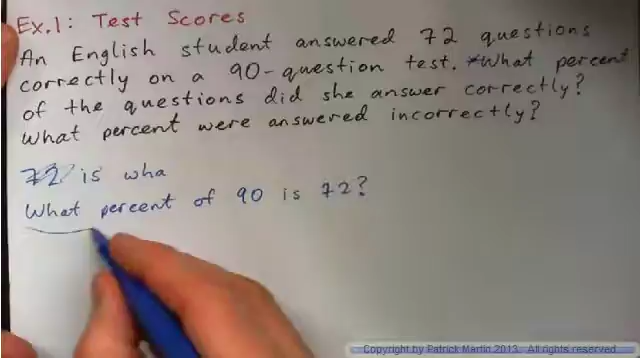 Ex.1: Test Scores
An English student answered 72 questions
correctly on a 90-question test. *What percent
of the questions did she answer correctly?
What percent were answered incorrectly?
72 is wha
What percent of 90 is 72?
Copyright by Patrick Martin 2013. All rights reserved.